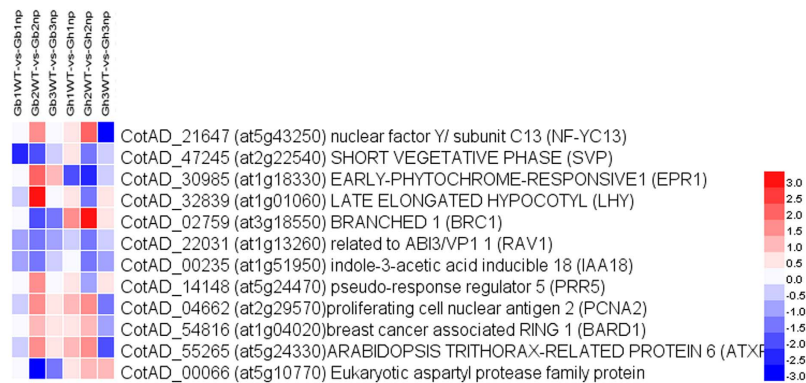 Gb1WT-vs-Gb1np
Gb2WT-vs-Gb2np
Gb3WT-vs-Gb3np
Gh1WT-vs-Gh1np
Gh2WT-vs-Gh2np
Gh3WT-vs-Gh3np
CotAD_21647 (at5g43250) nuclear factor Y/ subunit C13 (NF-YC13)
CotAD_47245 (at2g22540) SHORT VEGETATIVE PHASE (SVP)
CotAD_30985 (at1g18330) EARLY-PHYTOCHROME-RESPONSIVE1 (EPR1)
CotAD_32839 (at1g01060) LATE ELONGATED HYPOCOTYL (LHY)
CotAD_02759 (at3g18550) BRANCHED 1 (BRC1)
CotAD_22031 (at1g13260) related to ABI3/VP1 1 (RAV1)
CotAD_00235 (at1g51950) indole-3-acetic acid inducible 18 (IAA18)
CotAD_14148 (at5g24470) pseudo-response regulator 5 (PRR5)
CotAD_04662 (at2g29570)proliferating cell nuclear antigen 2 (PCNA2)
CotAD_54816 (at1g04020)breast cancer associated RING 1 (BARD1)
CotAD_55265 (at5g24330)ARABIDOPSIS TRITHORAX-RELATED PROTEIN 6 (ATXR
CotAD_00066 (at5g10770) Eukaryotic aspartyl protease family protein
3.0
2.5
2.0
1.5
1.0
0.5
0.0
-0.5
-1.0
-1.5
-2.0
-2.5
-3.0